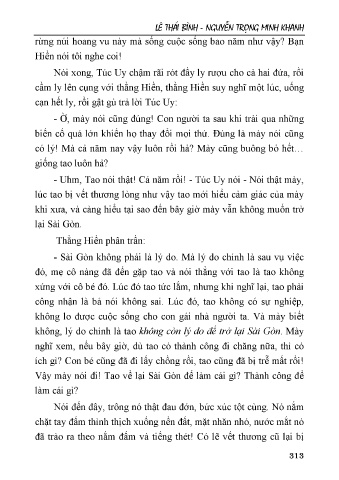 LÊ THÁI BÌNH - NGUYỄN TRỌNG MINH KHANH
rừng núi hoang vu này mà sống cuộc sống bao năm như vậy? Bạn
Hiển nói tôi nghe coi!
Nói xong, Túc Uy chậm rãi rót đầy ly rượu cho cả hai đứa, rồi
cầm ly lên cụng với thằng Hiển, thằng Hiển suy nghĩ một lúc, uống
cạn hết ly, rồi gật gù trả lời Túc Uy:
- Ờ, mày nói cũng đúng! Con người ta sau khi trải qua những
biến cố quá lớn khiến họ thay đổi mọi thứ. Đúng là mày nói cũng
có lý! Mà cả năm nay vậy luôn rồi hả? Mày cũng buông bỏ hết…
giống tao luôn hả?
- Uhm, Tao nói thật! Cả năm rồi! - Túc Uy nói - Nói thật mày,
lúc tao bị vết thương lòng như vậy tao mới hiểu cảm giác của mày
khi xưa, và càng hiểu tại sao đến bây giờ mày vẫn không muốn trở
lại Sài Gòn.
Thằng Hiển phân trần:
- Sài Gòn không phải là lý do. Mà lý do chính là sau vụ việc
đó, mẹ cô nàng đã đến gặp tao và nói thẳng với tao là tao không
xứng với cô bé đó. Lúc đó tao tức lắm, nhưng khi nghĩ lại, tao phải
công nhận là bà nói không sai. Lúc đó, tao không có sự nghiệp,
không lo được cuộc sống cho con gái nhà người ta. Và mày biết
không, lý do chính là tao không còn lý do để trở lại Sài Gòn. Mày
nghĩ xem, nếu bây giờ, dù tao có thành công đi chăng nữa, thì có
ích gì? Con bé cũng đã đi lấy chồng rồi, tao cũng đã bị trễ mất rồi!
Vậy mày nói đi! Tao về lại Sài Gòn để làm cái gì? Thành công để
làm cái gì?
Nói đến đây, trông nó thật đau đớn, bức xúc tột cùng. Nó nắm
chặt tay đấm thình thịch xuống nền đất, mặt nhăn nhó, nước mắt nó
đã trào ra theo nắm đấm và tiếng thét! Có lẽ vết thương cũ lại bị
313